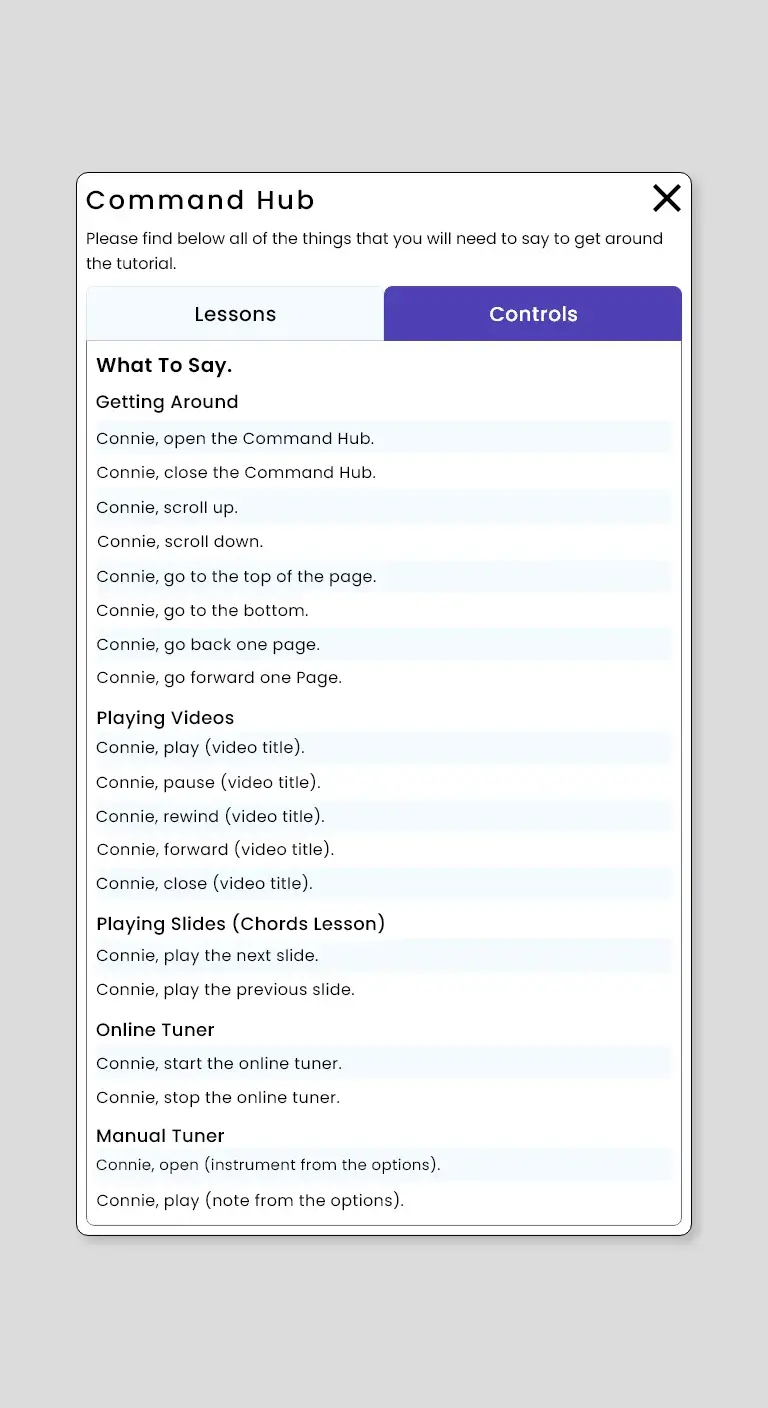 Command Hub
Please find below all of the things that you will need to say to get around
the tutorial.
Lessons
Controls
What To Say.
Getting Around
Connie, open the Command Hub.
Connie, close the Command Hub.
Connie, scroll up.
Connie, scroll down.
Connie, go to the top of the page.
Connie, go to the bottom.
Connie, go back one page.
Connie, go forward one Page.
Playing Videos
Connie, play (video title).
Connie, pause (video title).
Connie, rewind (video title).
Connie, forward (video title).
Connie, close (video title).
Playing Slides (Chords Lesson)
Connie, play the next slide.
Connie, play the previous slide.
Online Tuner
Connie, start the online tuner.
Connie, stop the online tuner.
Manual Tuner
Connie, open (instrument from the options).
Connie, play (note from the options).